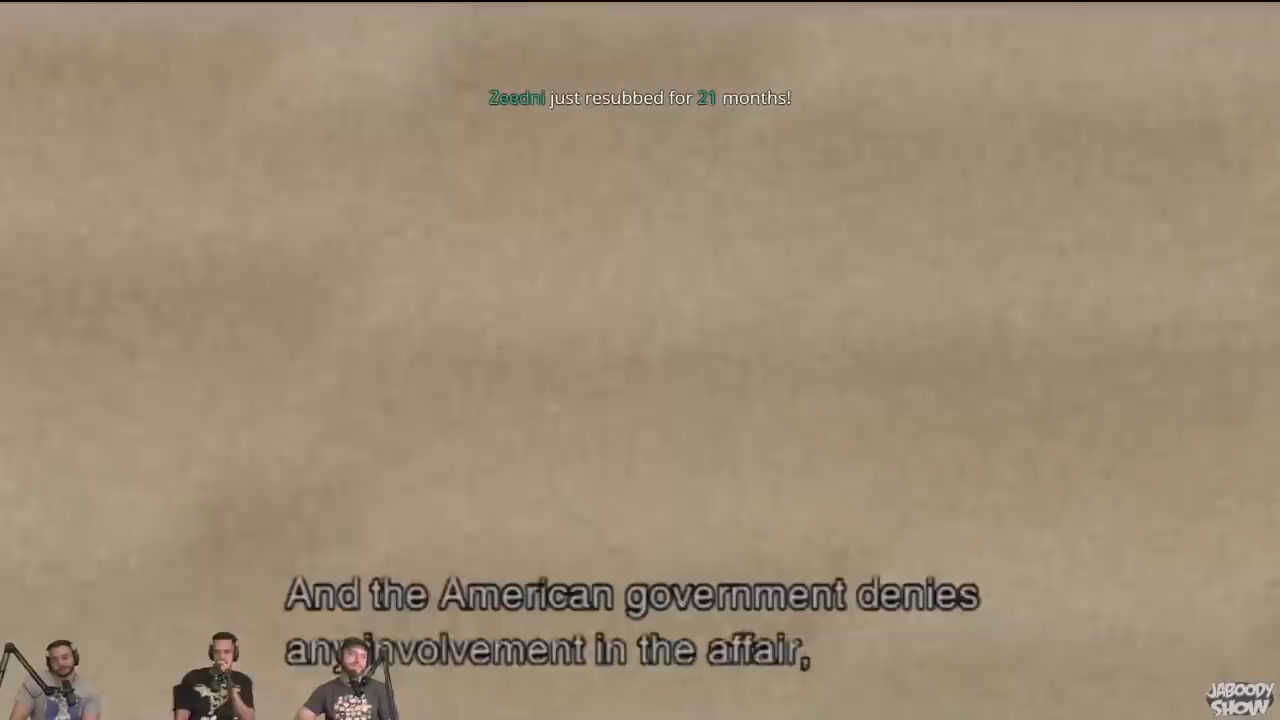 Zeedni just resubbed for 21 months!
And the American government denies
any involvement in the affair,
JABOODY
SHOW